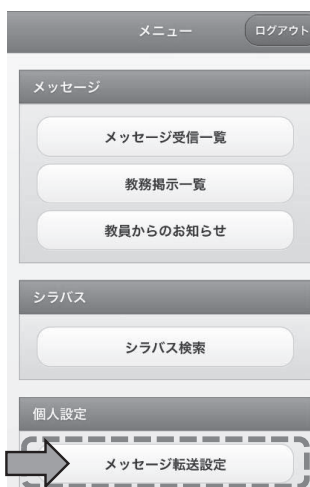 メニュー
ログアウト
メッセージ
メッセージ受信一覧
教務掲示一覧
教員からのお知らせ
シラバス
シラバス検索
個人設定
メッセージ転送設定